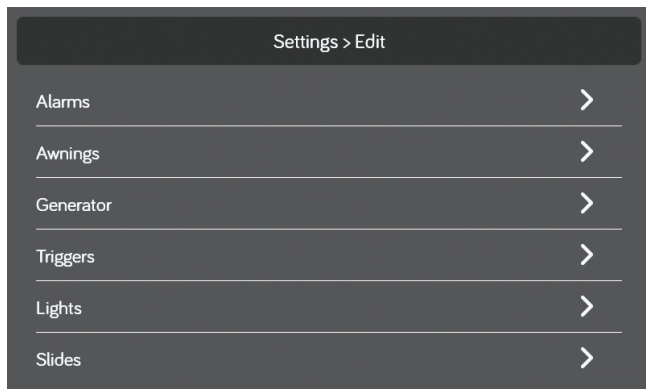 Settings > Edit
Alarms
Awnings
Generator
Triggers
Lights
Slides